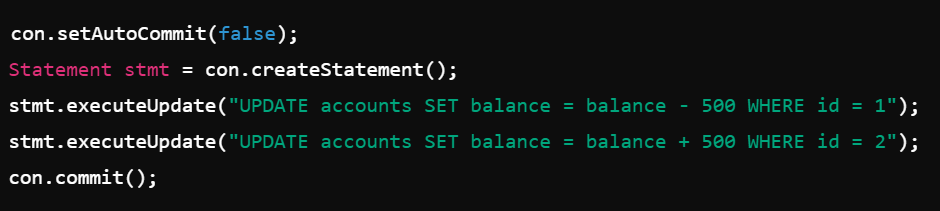 con.setAutoCommit(false);
Statement stmt = con.createStatement();
stmt.executeUpdate("UPDATE accounts SET balance = balance - 500 WHERE id = 1");
stmt.executeUpdate("UPDATE accounts SET balance = balance + 500 WHERE id = 2");
con.commit();